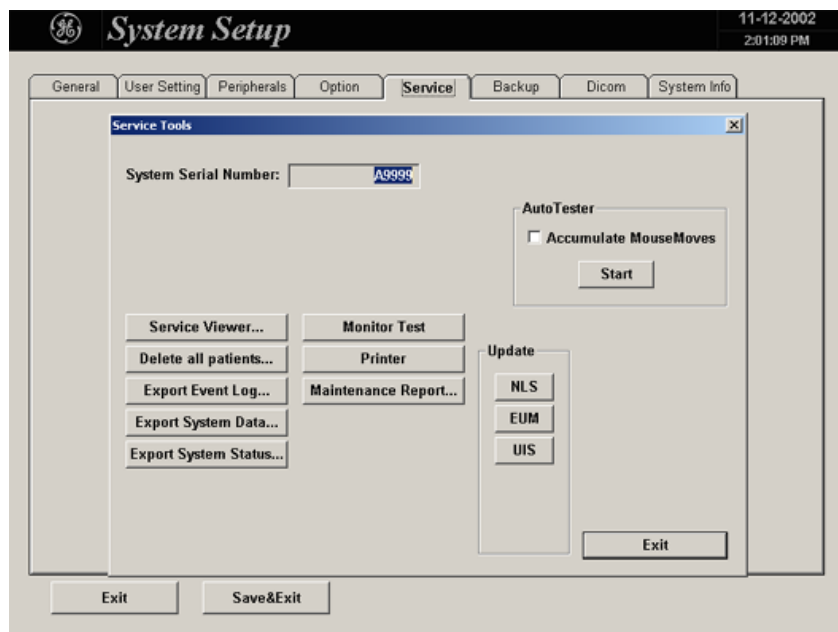 System Setup
11-12-2002
2:01:09 PM
General User Setting Peripherals Option Service Backup Dicom System Info
Service Tools
System Serial Number: A9999
AutoTester
Accumulate MouseMoves
Start
Service Viewer... Monitor Test
Delete all patients... Printer
Export Event Log... Maintenance Report...
Export System Data...
Export System Status...
Update
NLS
EUM
UIS
Exit
Exit Save&Exit